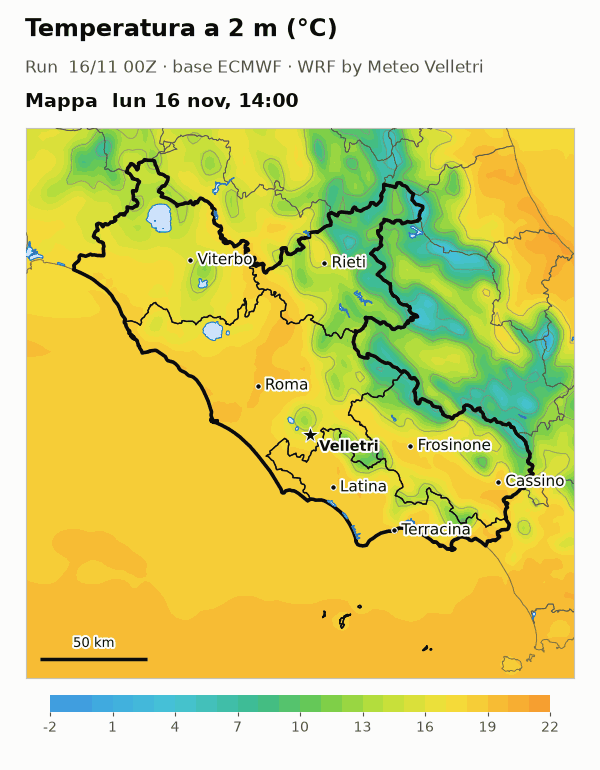 Temperatura a 2 m (°C)
Run  16/11 00Z · base ECMWF · WRF by Meteo Velletri
Mappa  lun 16 nov, 14:00
Viterbo
Rieti
Roma
Velletri
Frosinone
Cassino
Latina
Terracina
50 km
-2 1 4 7 10 13 16 19 22